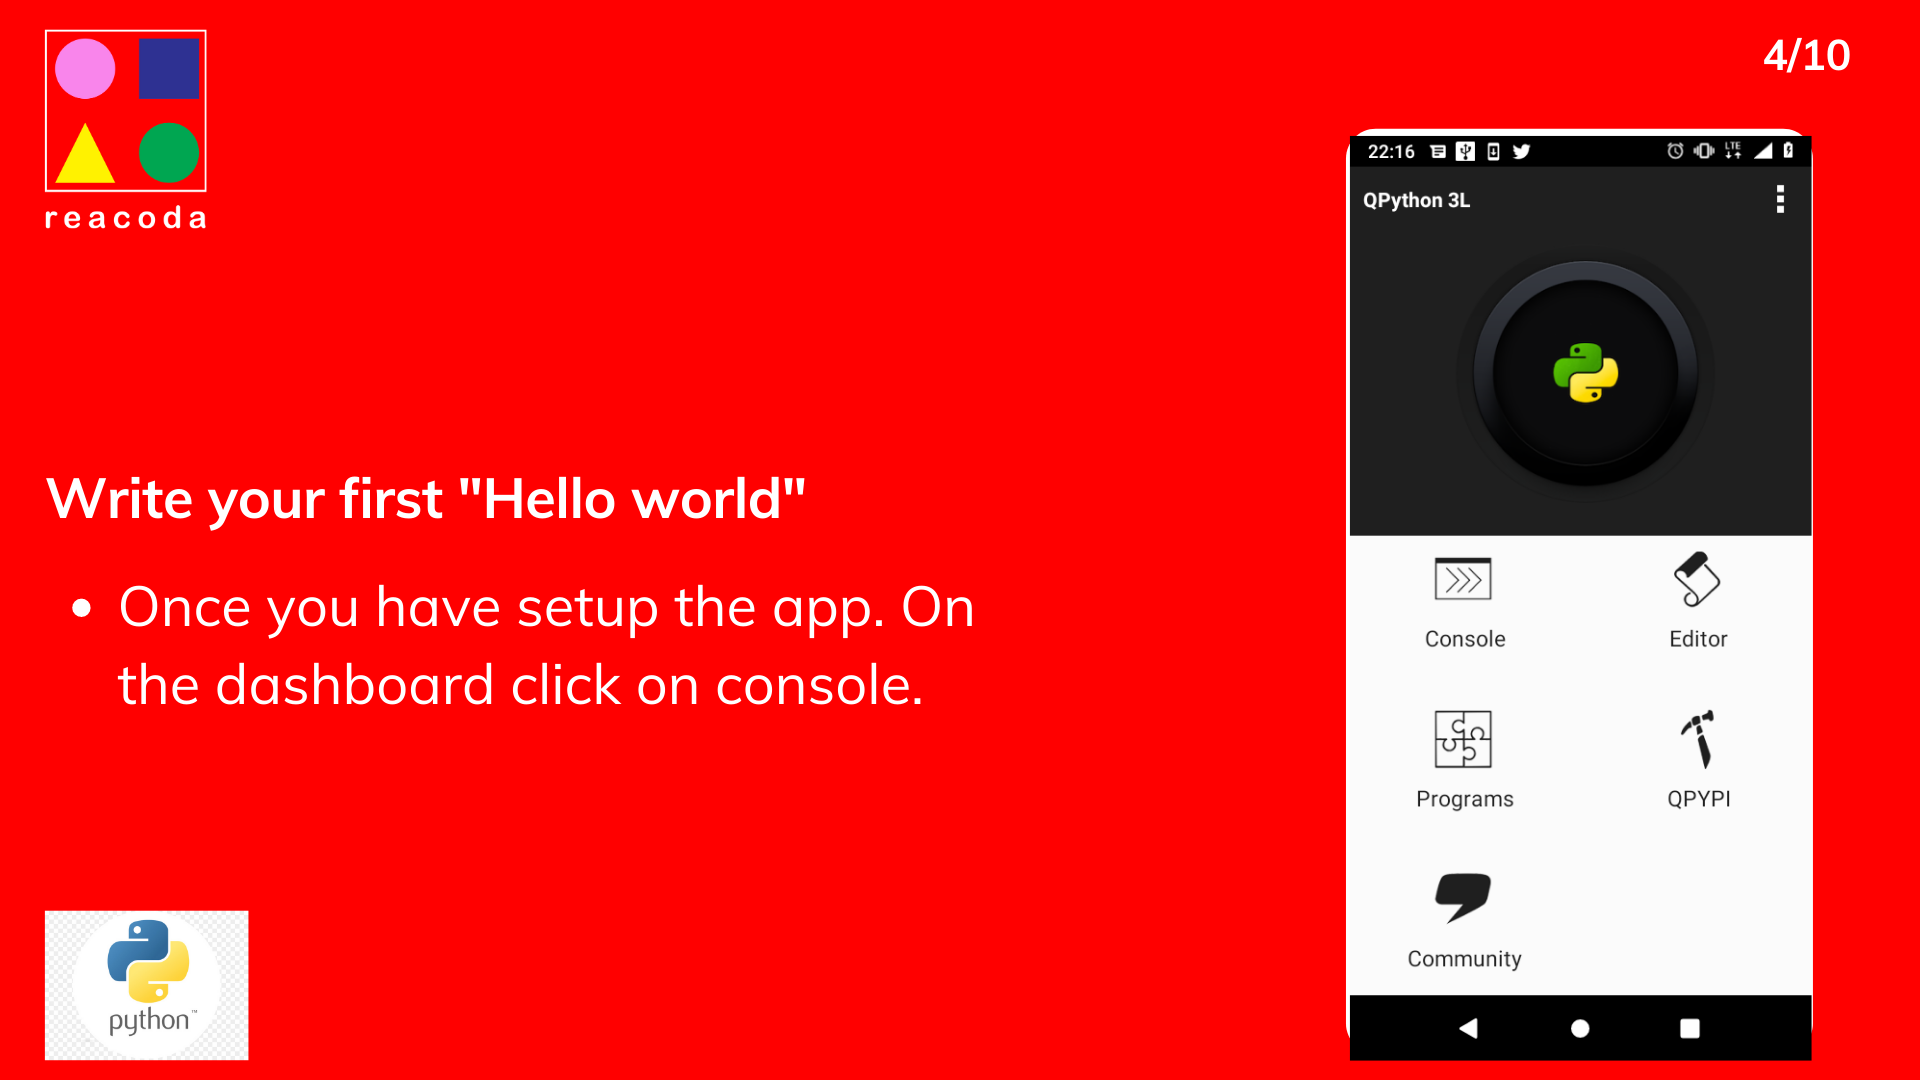 reacoda
4/10
Write your first "Hello world"
• Once you have setup the app. On
the dashboard click on console.
python™
22:16
LTE
QPython 3L
Console
Editor
Programs
QPYPI
Community